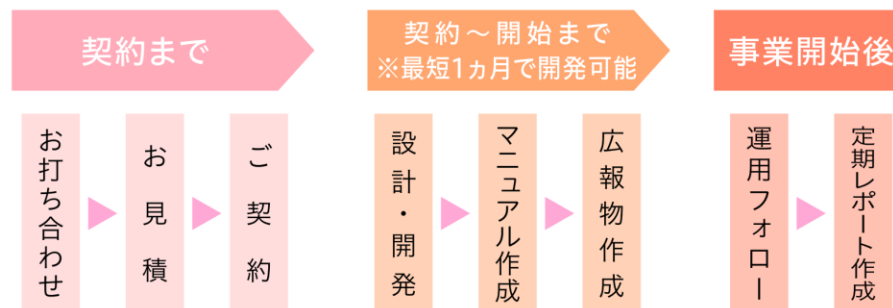 契約まで
お打ち合わせ
お見積
ご契約
契約～開始まで
※最短1ヵ月で開発可能
設計・開発
マニュアル作成
広報物作成
事業開始後
運用フォロー
定期レポート作成